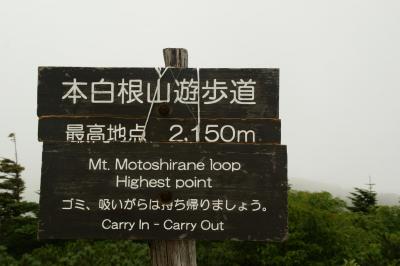 本白根山遊歩道
最高地点 2,150m
Mt. Motoshirane loop
Highest point
ゴミ、吸いがらは持ち帰りましょう。
Carry In - Carry Out